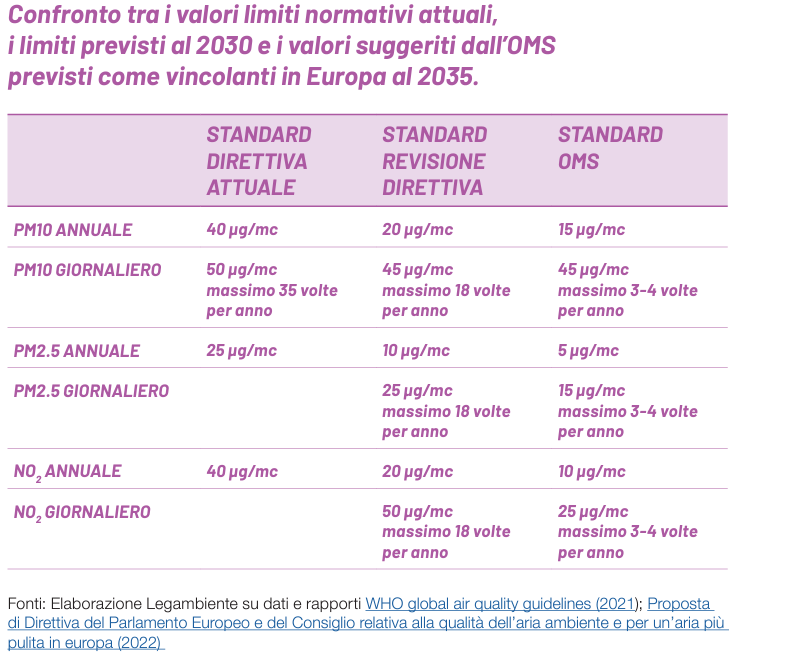 Confronto tra i valori limiti normativi attuali,
i limiti previsti al 2030 e i valori suggeriti dall'OMS
previsti come vincolanti in Europa al 2035.
STANDARD DIRETTIVA ATTUALE STANDARD REVISIONE DIRETTIVA STANDARD OMS
PM10 ANNUALE 40 µg/mc 20 µg/mc 15 µg/mc
PM10 GIORNALIERO 50 µg/mc 45 µg/mc 45 µg/mc
massimo 35 volte massimo 18 volte massimo 3-4 volte
per anno per anno per anno
PM2.5 ANNUALE 25 µg/mc 10 µg/mc 5 µg/mc
PM2.5 GIORNALIERO 25 µg/mc 15 µg/mc
massimo 18 volte massimo 3-4 volte
per anno per anno
NO₂ ANNUALE 40 µg/mc 20 µg/mc 10 µg/mc
NO₂ GIORNALIERO 50 µg/mc 25 µg/mc
massimo 18 volte massimo 3-4 volte
per anno per anno
Fonti: Elaborazione Legambiente su dati e rapporti WHO global air quality guidelines (2021); Proposta
di Direttiva del Parlamento Europeo e del Consiglio relativa alla qualità dell'aria ambiente e per un'aria più
pulita in europa (2022)